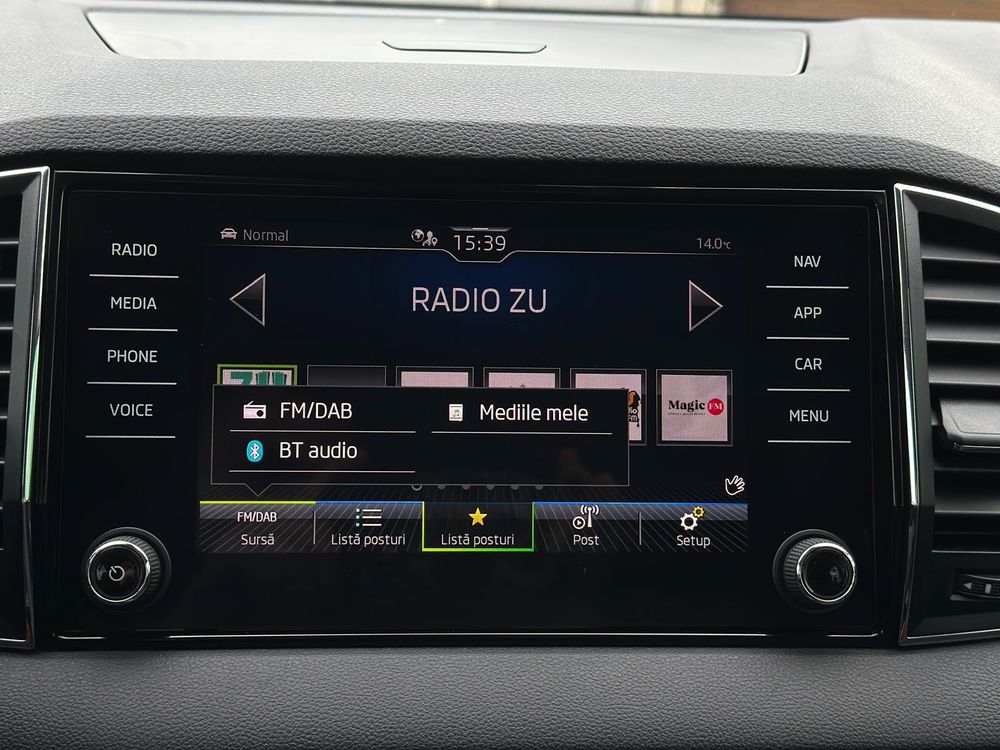 Normal
15:39
14.0°C
RADIO
MEDIA
PHONE
VOICE
RADIO ZU
NAV
APP
CAR
MENU
Magic FM
FM/DAB
Mediile mele
BT audio
FM/DAB
Sursă
Listă posturi
Listă posturi
Post
Setup